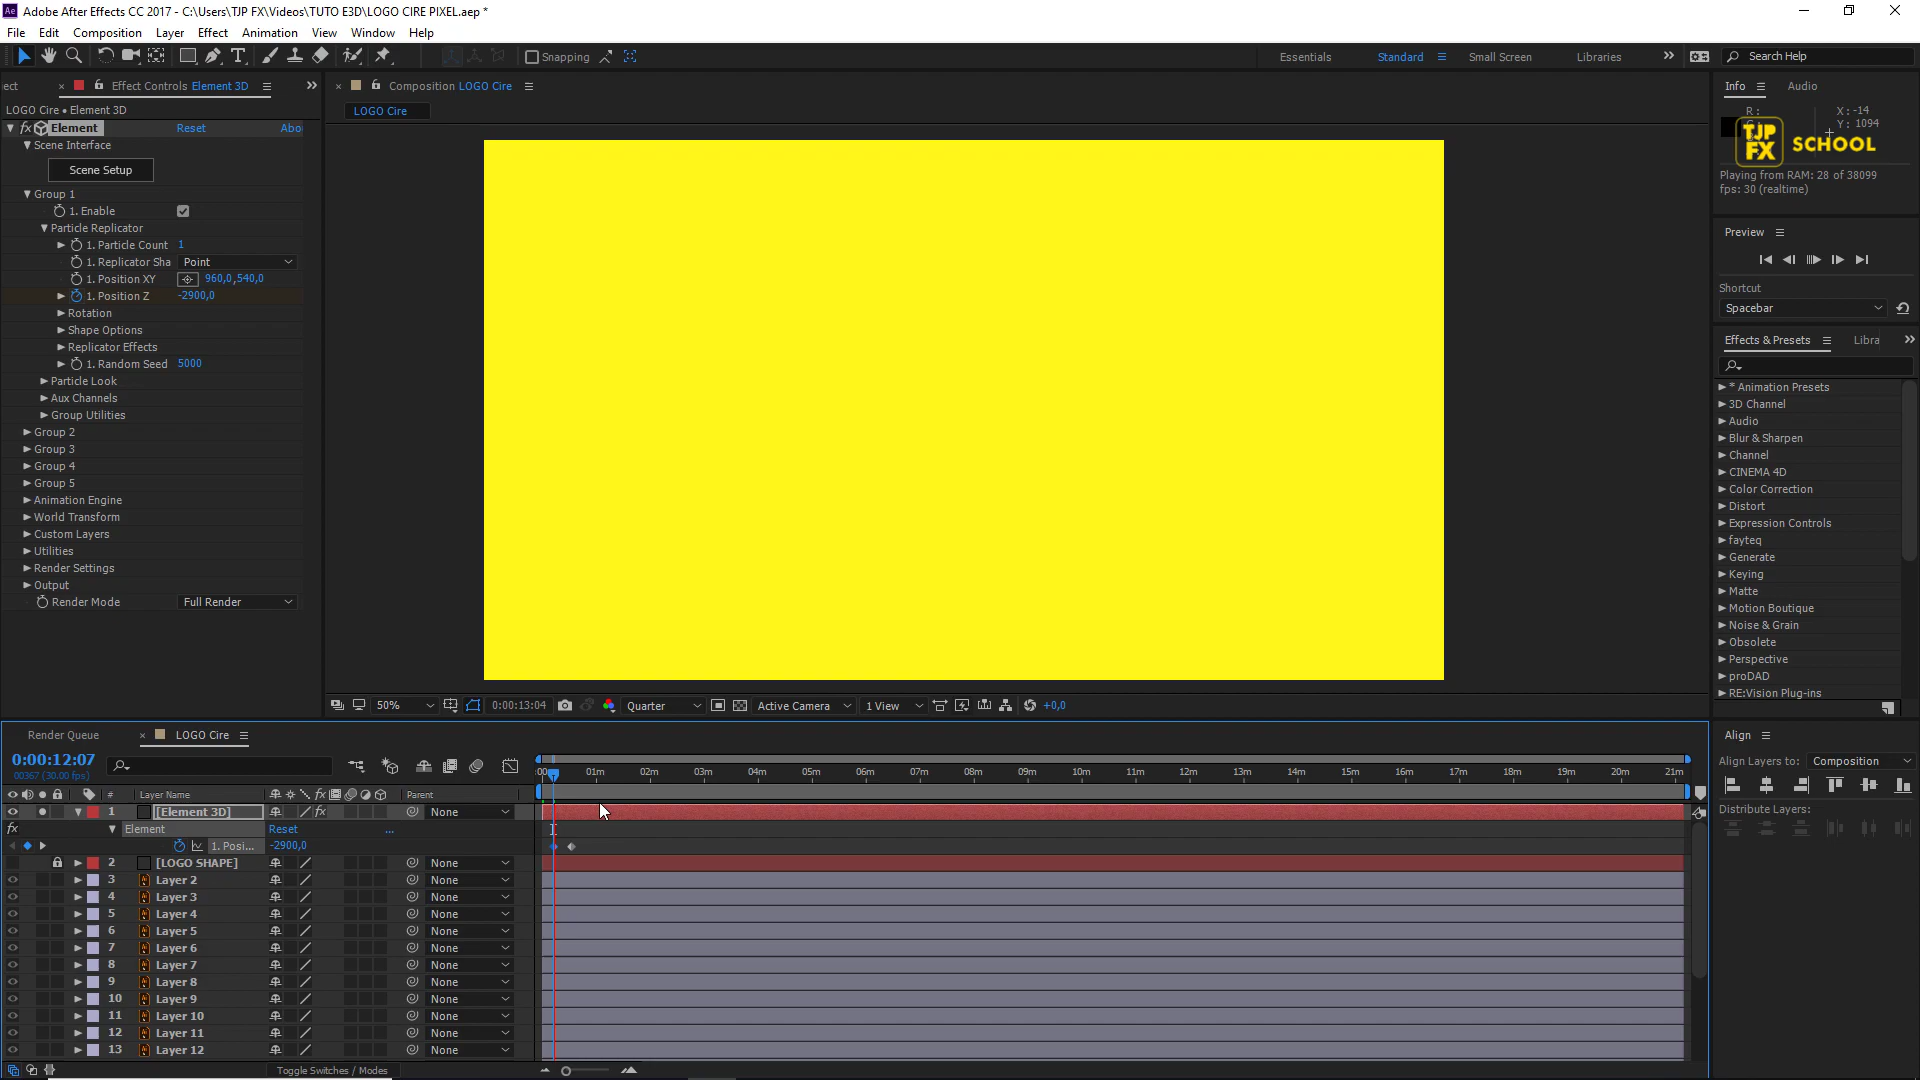 Adobe After Effects CC 2017 - C:\Users\TJP FX\Videos\TUTO E3D\LOGO CIRE PIXEL.aep *
File Edit Composition Layer Effect Animation View Window Help
Snapping
Essentials Standard Small Screen Libraries
Search Help
ect Effect Controls Element 3D
LOGO Cire • Element 3D
fx Element Reset Abo
Scene Interface
Scene Setup
Group 1
1. Enable
Particle Replicator
1. Particle Count 1
1. Replicator Sha Point
1. Position XY 960,0,540,0
1. Position Z -2900,0
Rotation
Shape Options
Replicator Effects
1. Random Seed 5000
Particle Look
Aux Channels
Group Utilities
Group 2
Group 3
Group 4
Group 5
Animation Engine
World Transform
Custom Layers
Utilities
Render Settings
Output
Render Mode Full Render
Composition LOGO Cire
LOGO Cire
50% 0:00:13:04 Quarter Active Camera 1 View +0,0
Info Audio
R: X: -14
Y: 1094
TJP FX SCHOOL
Playing from RAM: 28 of 38099
fps: 30 (realtime)
Preview
Shortcut
Spacebar
Effects & Presets Libra
* Animation Presets
3D Channel
Audio
Blur & Sharpen
Channel
CINEMA 4D
Color Correction
Distort
Expression Controls
fayteq
Generate
Keying
Matte
Motion Boutique
Noise & Grain
Obsolete
Perspective
proDAD
RE:Vision Plug-ins
Align
Align Layers to: Composition
Distribute Layers:
Render Queue LOGO Cire
0:00:12:07
00367 (30.00 fps)
:00 01m 02m 03m 04m 05m 06m 07m 08m 09m 10m 11m 12m 13m 14m 15m 16m 17m 18m 19m 20m 21m
# Layer Name Parent
1 [Element 3D] fx None
fx Element Reset ...
1. Posi... -2900,0
2 [LOGO SHAPE] None
3 Layer 2 None
4 Layer 3 None
5 Layer 4 None
6 Layer 5 None
7 Layer 6 None
8 Layer 7 None
9 Layer 8 None
10 Layer 9 None
11 Layer 10 None
12 Layer 11 None
13 Layer 12 None
Toggle Switches / Modes